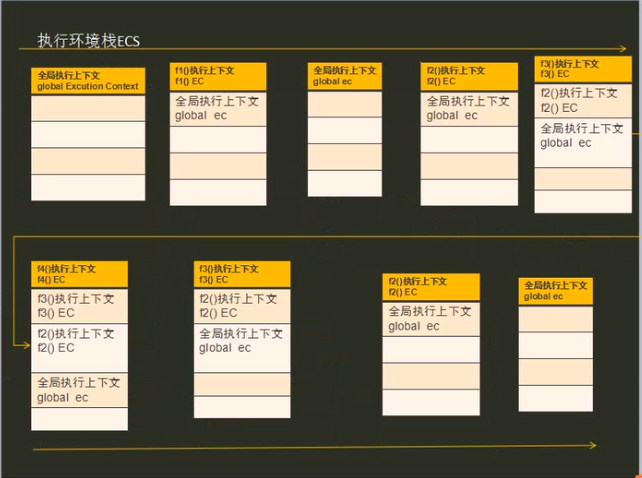 执行环境栈ECS
全局执行上下文
global Excution Context
f1()执行上下文
f1() EC
全局执行上下文
global ec
全局执行上下文
global ec
f2()执行上下文
f2() EC
全局执行上下文
global ec
f3()执行上下文
f3() EC
f2()执行上下文
f2() EC
全局执行上下文
global ec
f4()执行上下文
f4() EC
f3()执行上下文
f3() EC
f2()执行上下文
f2() EC
全局执行上下文
global ec
f3()执行上下文
f3() EC
f2()执行上下文
f2() EC
全局执行上下文
global ec
f2()执行上下文
f2() EC
全局执行上下文
global ec
全局执行上下文
global ec